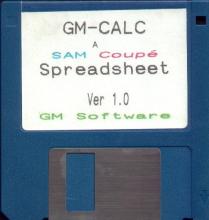 GM-CALC
A
SAM Coupé
Spreadsheet
Ver 1.0
GM Software